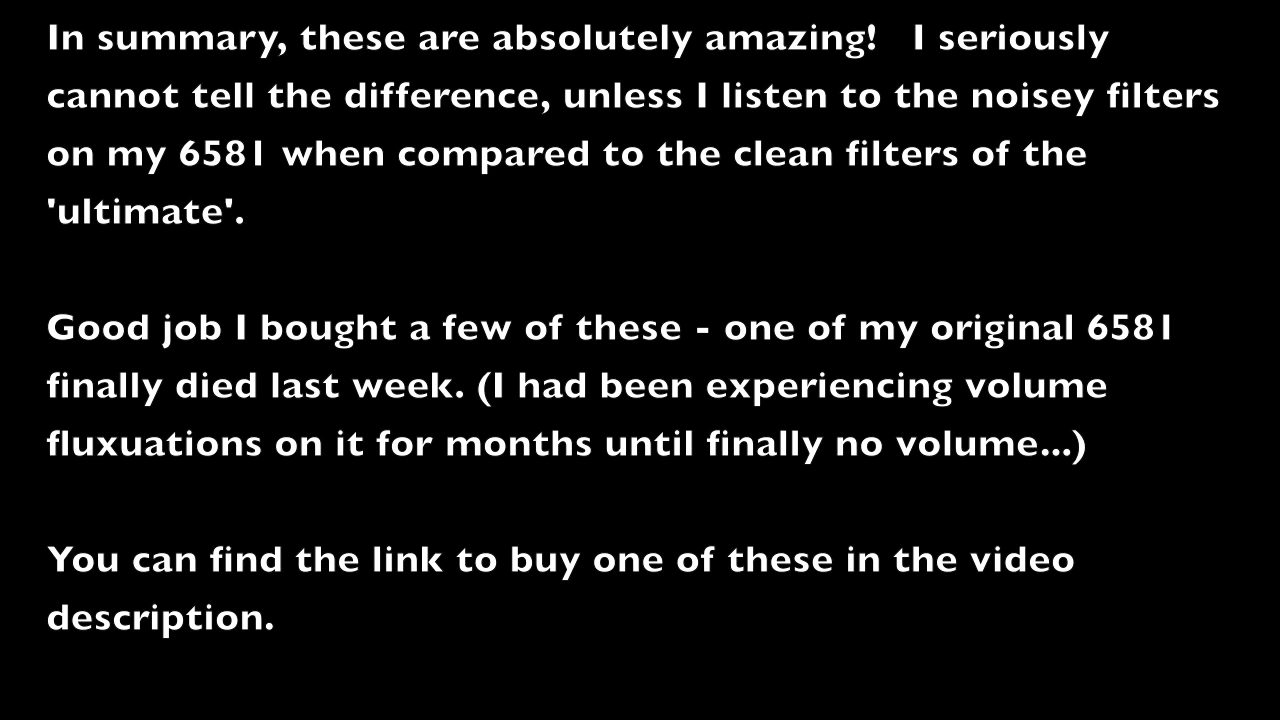 In summary, these are absolutely amazing!   I seriously
cannot tell the difference, unless I listen to the noisey filters
on my 6581 when compared to the clean filters of the
'ultimate'.
Good job I bought a few of these - one of my original 6581
finally died last week. (I had been experiencing volume
fluxuations on it for months until finally no volume...)
You can find the link to buy one of these in the video
description.